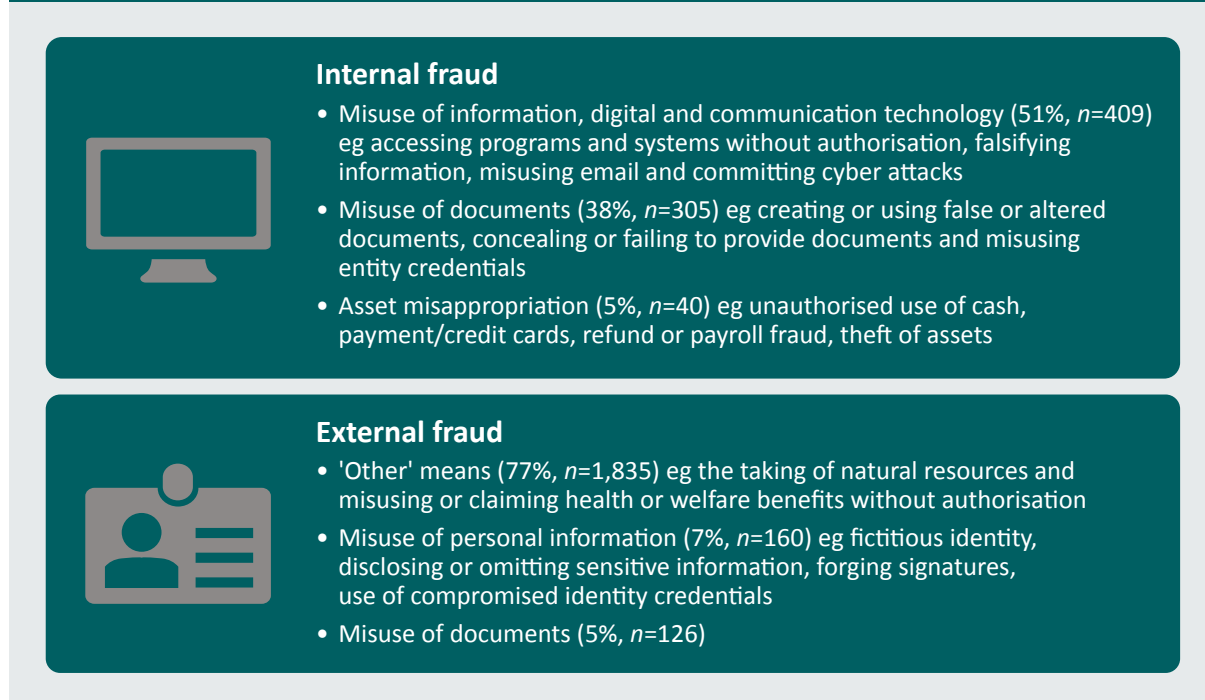 Internal fraud
• Misuse of information, digital and communication technology (51%, n=409)
eg accessing programs and systems without authorisation, falsifying
information, misusing email and committing cyber attacks
• Misuse of documents (38%, n=305) eg creating or using false or altered
documents, concealing or failing to provide documents and misusing
entity credentials
• Asset misappropriation (5%, n=40) eg unauthorised use of cash,
payment/credit cards, refund or payroll fraud, theft of assets
External fraud
• 'Other' means (77%, n=1,835) eg the taking of natural resources and
misusing or claiming health or welfare benefits without authorisation
• Misuse of personal information (7%, n=160) eg fictitious identity,
disclosing or omitting sensitive information, forging signatures,
use of compromised identity credentials
• Misuse of documents (5%, n=126)